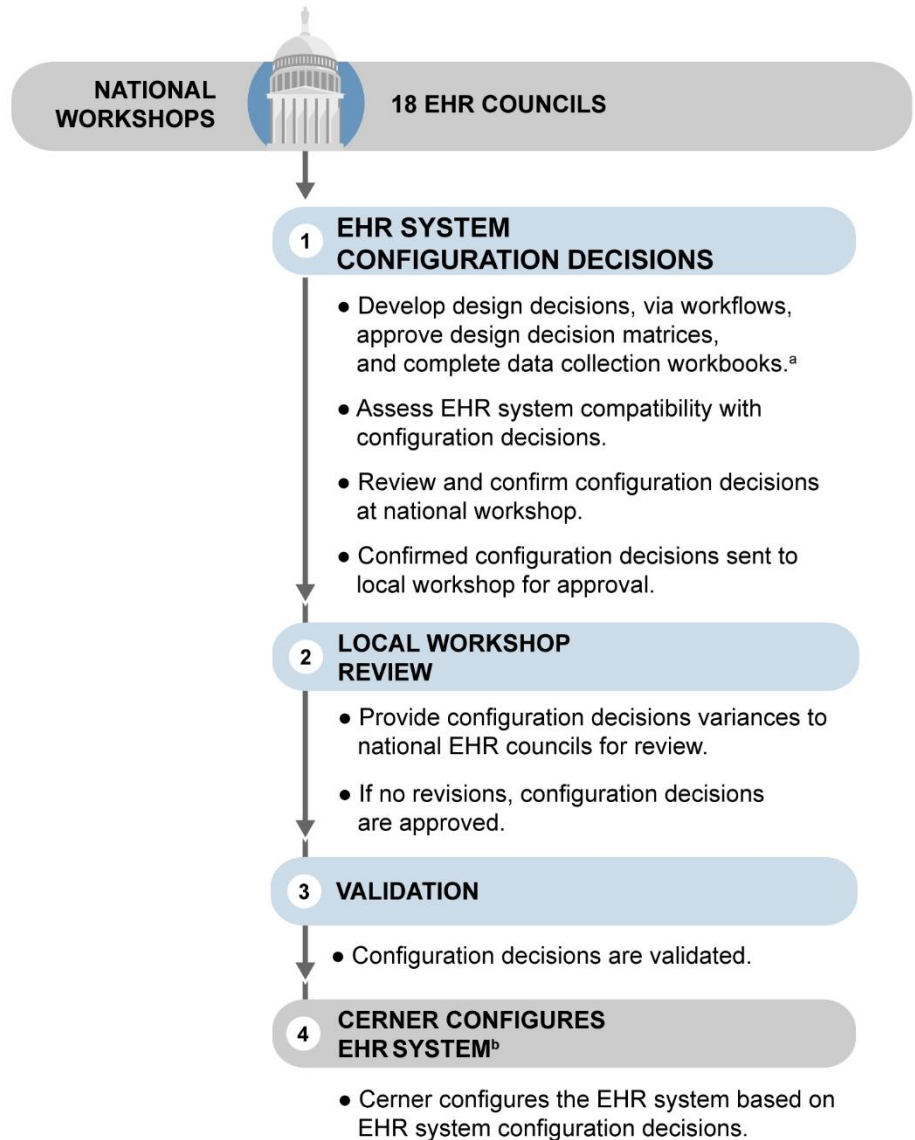 NATIONAL
WORKSHOPS
18 EHR COUNCILS
1
EHR SYSTEM
CONFIGURATION DECISIONS
● Develop design decisions, via workflows,
approve design decision matrices,
and complete data collection workbooks.ᵃ
● Assess EHR system compatibility with
configuration decisions.
● Review and confirm configuration decisions
at national workshop.
● Confirmed configuration decisions sent to
local workshop for approval.
2
LOCAL WORKSHOP
REVIEW
● Provide configuration decisions variances to
national EHR councils for review.
● If no revisions, configuration decisions
are approved.
3
VALIDATION
● Configuration decisions are validated.
4
CERNER CONFIGURES
EHR SYSTEMᵇ
● Cerner configures the EHR system based on
EHR system configuration decisions.